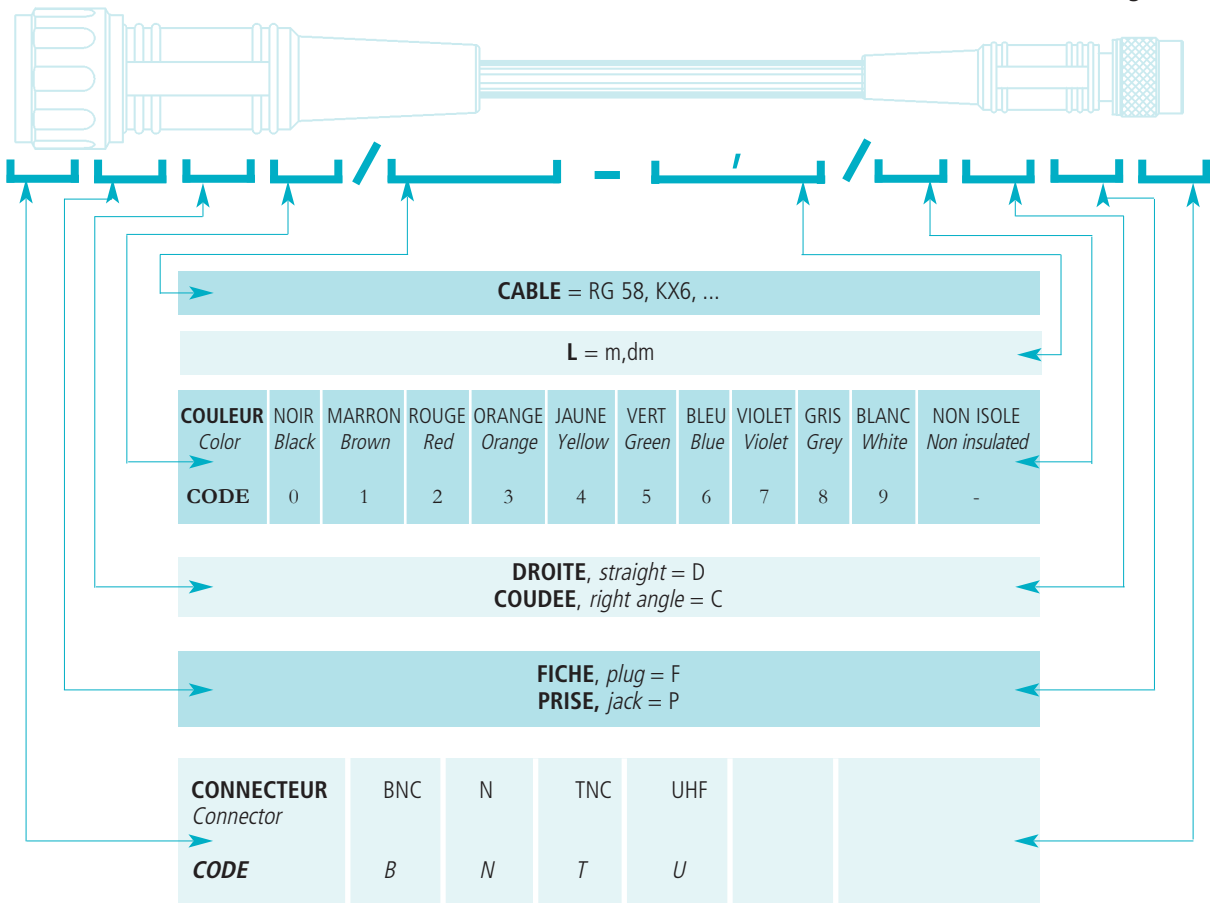 / - , /
CABLE = RG 58, KX6, ...
L = m,dm
COULEUR NOIR MARRON ROUGE ORANGE JAUNE VERT BLEU VIOLET GRIS BLANC NON ISOLE
Color Black Brown Red Orange Yellow Green Blue Violet Grey White Non insulated
CODE 0 1 2 3 4 5 6 7 8 9 -
DROITE, straight = D
COUDEE, right angle = C
FICHE, plug = F
PRISE, jack = P
CONNECTEUR BNC N TNC UHF
Connector
CODE B N T U